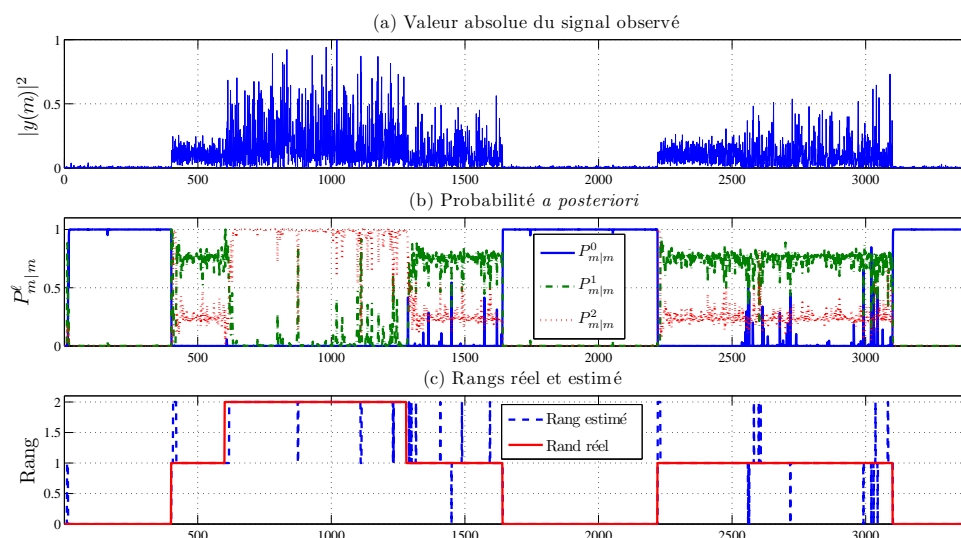 (a) Valeur absolue du signal observé
|y(m)|²
1
0.5
0
0 500 1000 1500 2000 2500 3000
(b) Probabilité a posteriori
P^ℓ_{m|m}
1
0.5
0
P^0_{m|m}
P^1_{m|m}
P^2_{m|m}
500 1000 1500 2000 2500 3000
(c) Rangs réel et estimé
Rang
2
1.5
1
0.5
0
Rang estimé
Rand réel
500 1000 1500 2000 2500 3000